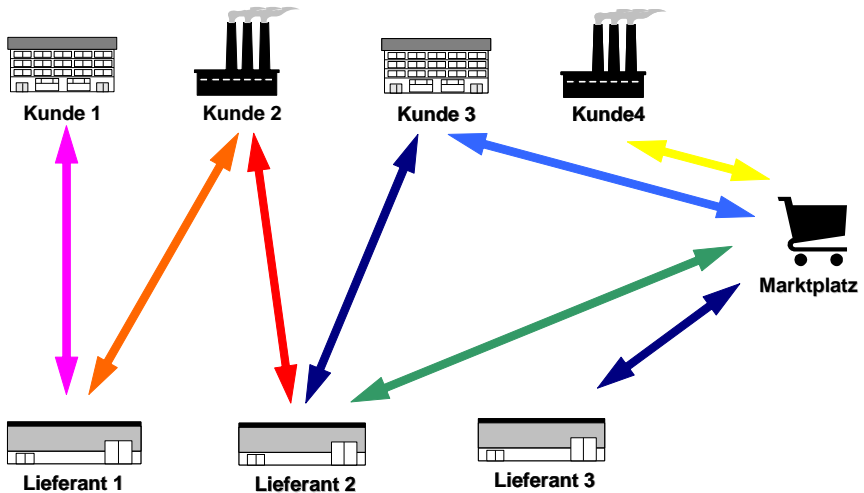 Kunde 1
Kunde 2
Kunde 3
Kunde4
Marktplatz
Lieferant 1
Lieferant 2
Lieferant 3